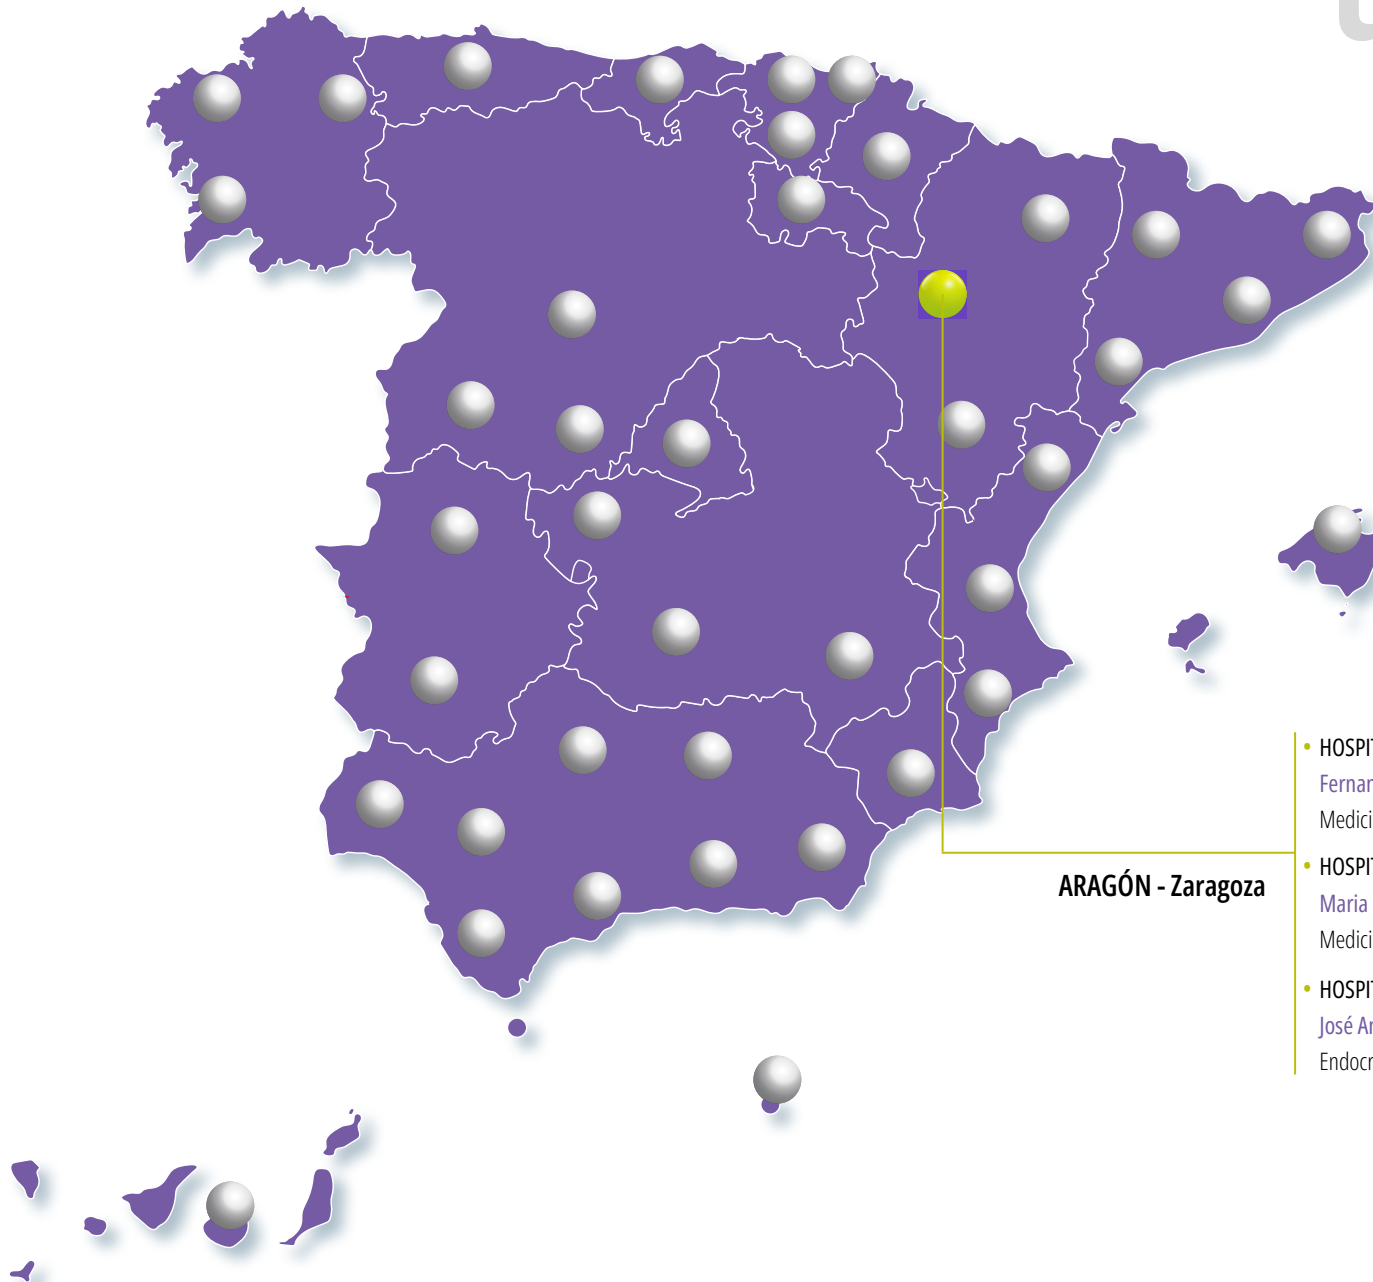 ARAGÓN - Zaragoza
• HOSPIT
Fernar
Medici
• HOSPIT
Maria
Medici
• HOSPIT
José Ar
Endocr